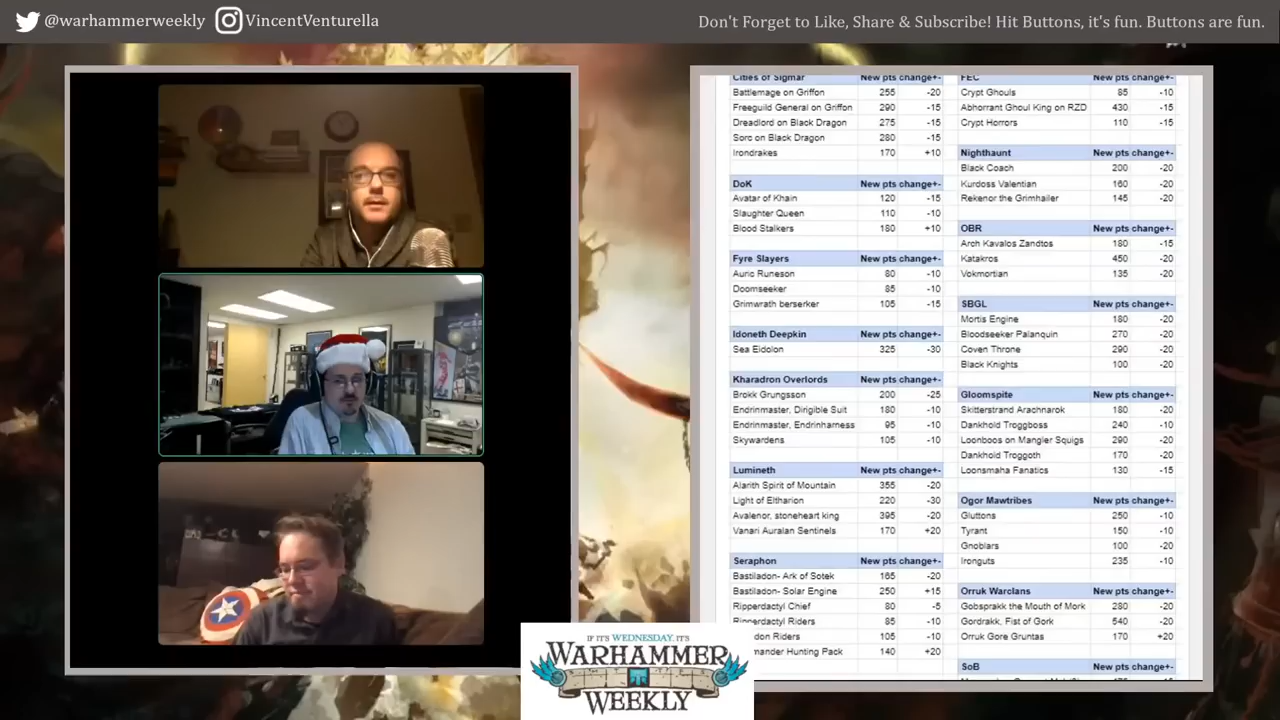 @warhammerweekly VincentVenturella
Don't Forget to Like, Share & Subscribe! Hit Buttons, it's fun. Buttons are fun.
Cities of Sigmar New pts change+-
Battlemage on Griffon 255 -20
Freeguild General on Griffon 290 -15
Dreadlord on Black Dragon 275 -15
Sorc on Black Dragon 280 -15
Irondrakes 170 +10
DoK New pts change+-
Avatar of Khain 120 -15
Slaughter Queen 110 -10
Blood Stalkers 180 +10
Fyre Slayers New pts change+-
Auric Runeson 80 -10
Doomseeker 85 -10
Grimwrath berserker 105 -15
Idoneth Deepkin New pts change+-
Sea Eidolon 325 -30
Kharadron Overlords New pts change+-
Brokk Grungsson 200 -25
Endrinmaster, Dirigible Suit 180 -10
Endrinmaster, Endrinharness 95 -10
Skywardens 105 -10
Lumineth New pts change+-
Alarith Spirit of Mountain 355 -20
Light of Eltharion 220 -30
Avalenor, stoneheart king 395 -20
Vanari Auralan Sentinels 170 +20
Seraphon New pts change+-
Bastiladon- Ark of Sotek 165 -20
Bastiladon- Solar Engine 250 +15
Ripperdactyl Chief 80 -5
Ripperdactyl Riders 85 -10
don Riders 105 -10
mander Hunting Pack 140 +20
FEC New pts change+-
Crypt Ghouls 85 -10
Abhorrant Ghoul King on RZD 430 -15
Crypt Horrors 110 -15
Nighthaunt New pts change+-
Black Coach 200 -20
Kurdoss Valentian 160 -20
Rekenor the Grimhailer 145 -20
OBR New pts change+-
Arch Kavalos Zandtos 180 -15
Katakros 450 -20
Vokmortian 135 -20
SBGL New pts change+-
Mortis Engine 180 -20
Bloodseeker Palanquin 270 -20
Coven Throne 290 -20
Black Knights 100 -20
Gloomspite New pts change+-
Skitterstrand Arachnarok 180 -20
Dankhold Troggboss 240 -10
Loonboos on Mangler Squigs 290 -20
Dankhold Troggoth 170 -20
Loonsmaha Fanatics 130 -15
Ogor Mawtribes New pts change+-
Gluttons 250 -10
Tyrant 150 -10
Gnoblars 100 -20
Ironguts 235 -10
Orruk Warclans New pts change+-
Gobsprakk the Mouth of Mork 280 -20
Gordrakk, Fist of Gork 540 -20
Orruk Gore Gruntas 170 +20
SoB New pts change+-
IF IT'S WEDNESDAY, IT'S
WARHAMMER
WEEKLY